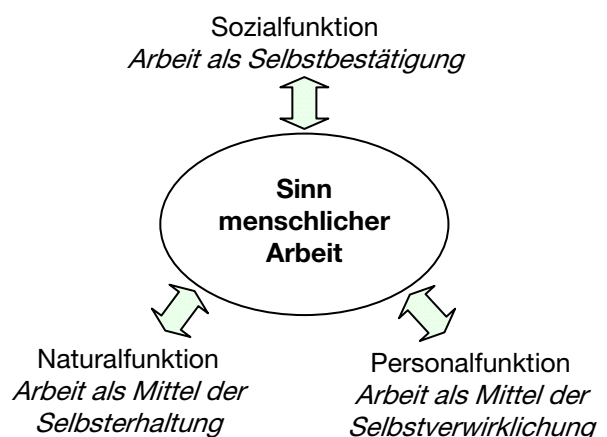 Sozialfunktion
Arbeit als Selbstbestätigung
Sinn
menschlicher
Arbeit
Naturalfunktion
Arbeit als Mittel der
Selbsterhaltung
Personalfunktion
Arbeit als Mittel der
Selbstverwirklichung